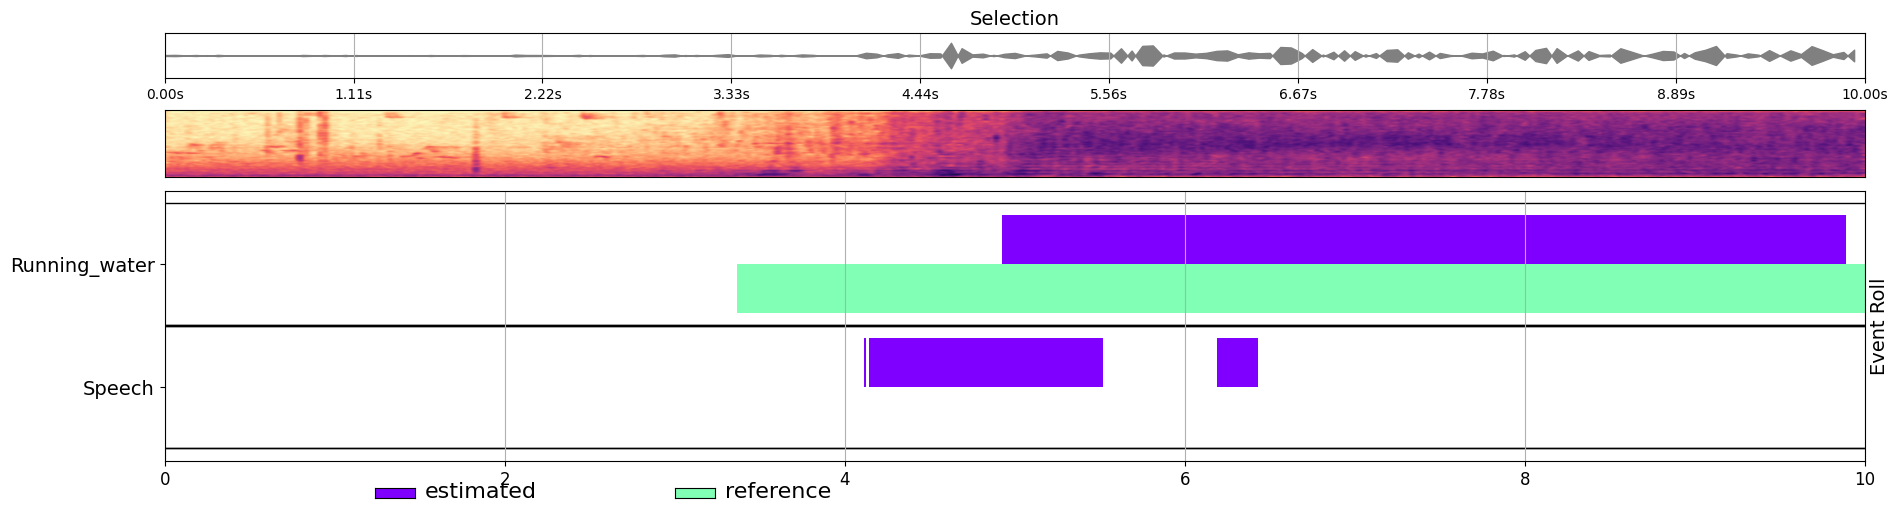 Selection
0.00s 1.11s 2.22s 3.33s 4.44s 5.56s 6.67s 7.78s 8.89s 10.00s
Running_water
Speech
Event Roll
0 2 4 6 8 10
estimated reference